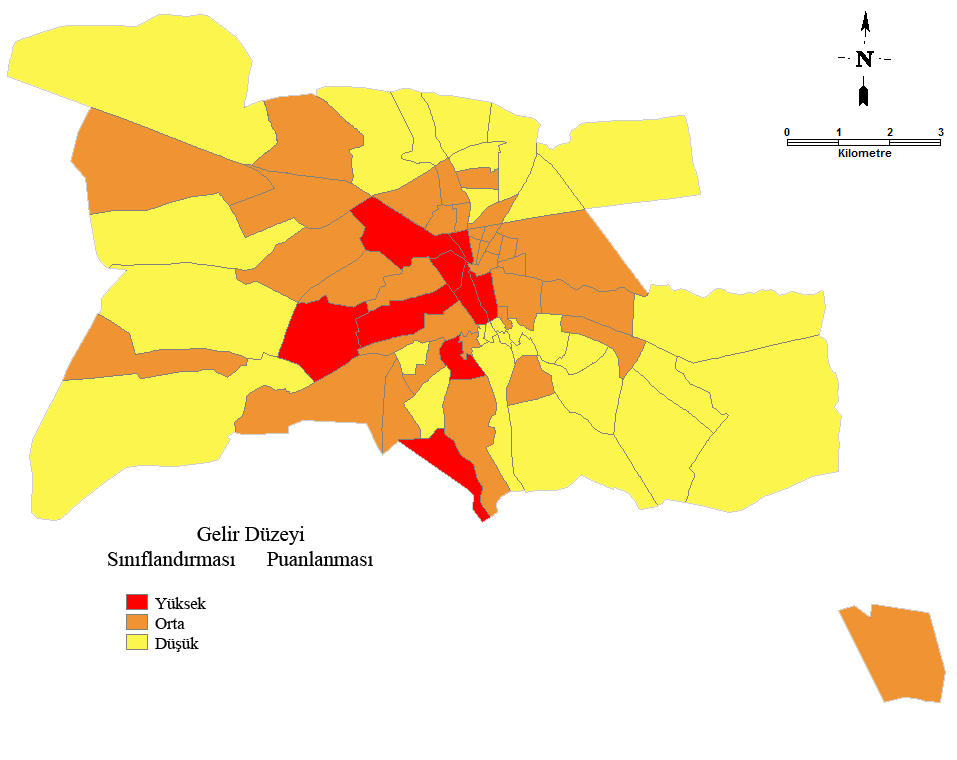 N
0 1 2 3
Kilometre
Gelir Düzeyi
Sınıflandırması Puanlanması
Yüksek
Orta
Düşük